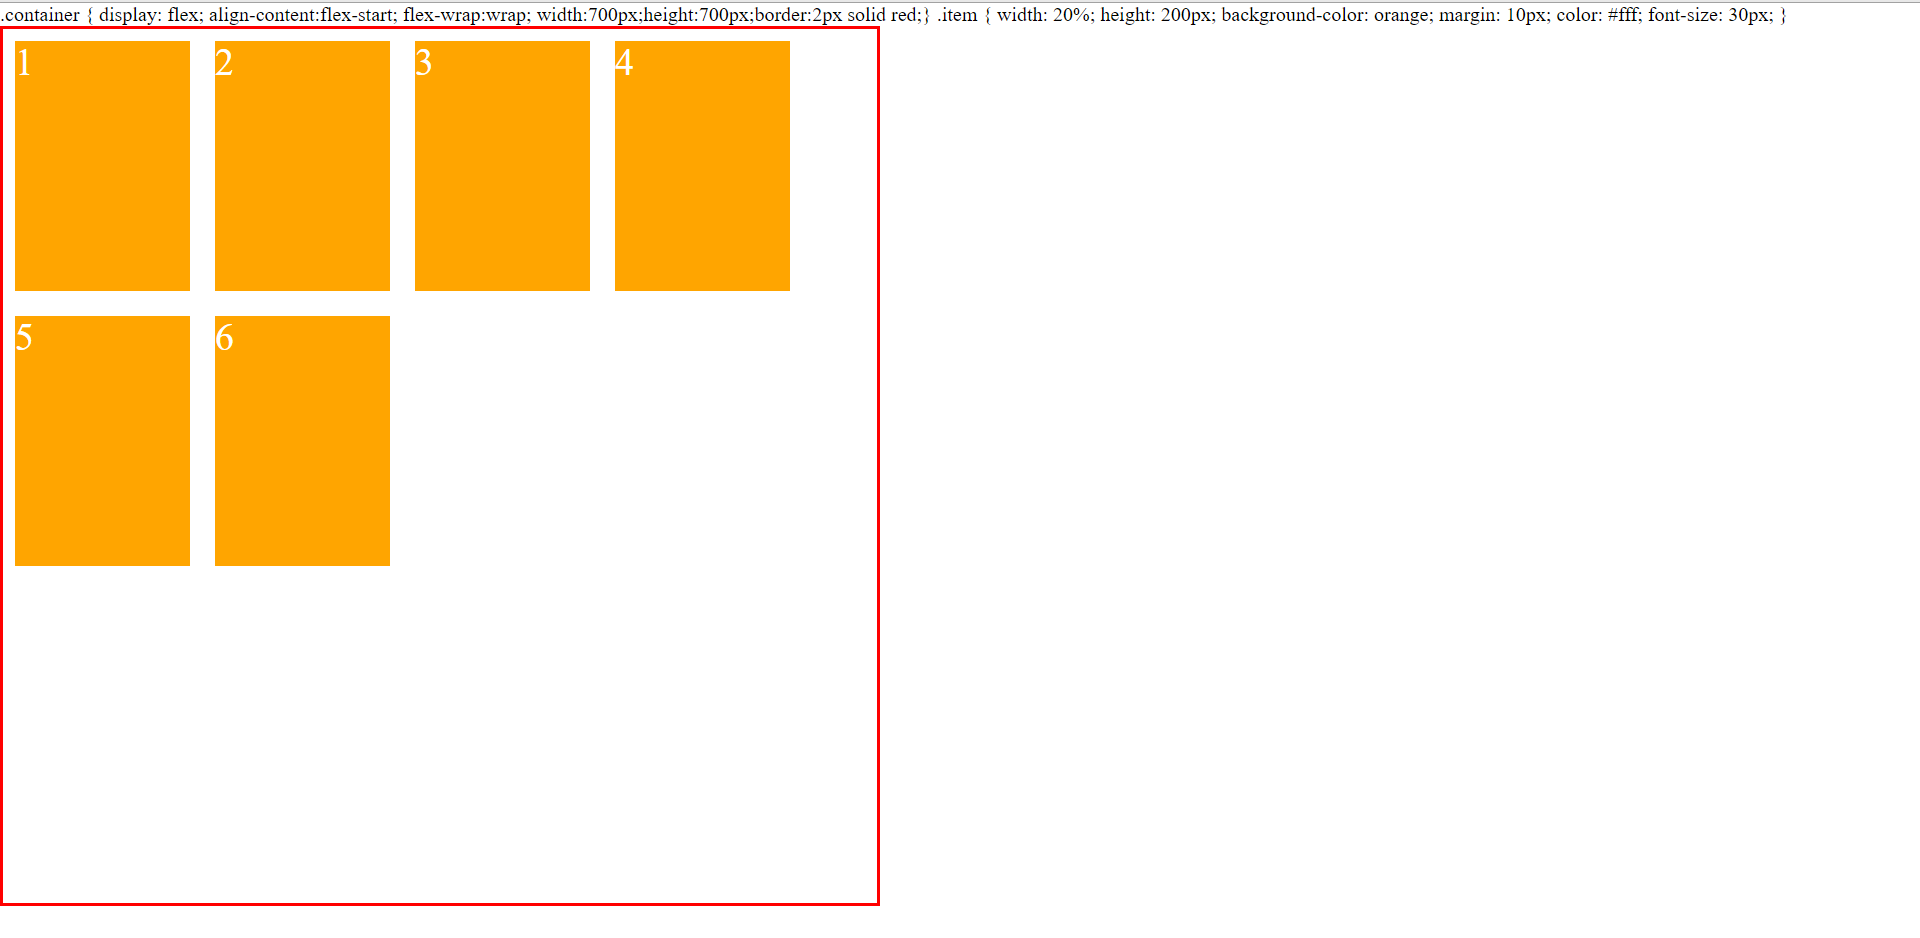 .container { display: flex; align-content:flex-start; flex-wrap:wrap; width:700px;height:700px;border:2px solid red;} .item { width: 20%; height: 200px; background-color: orange; margin: 10px; color: #fff; font-size: 30px; }
1 2 3 4
5 6